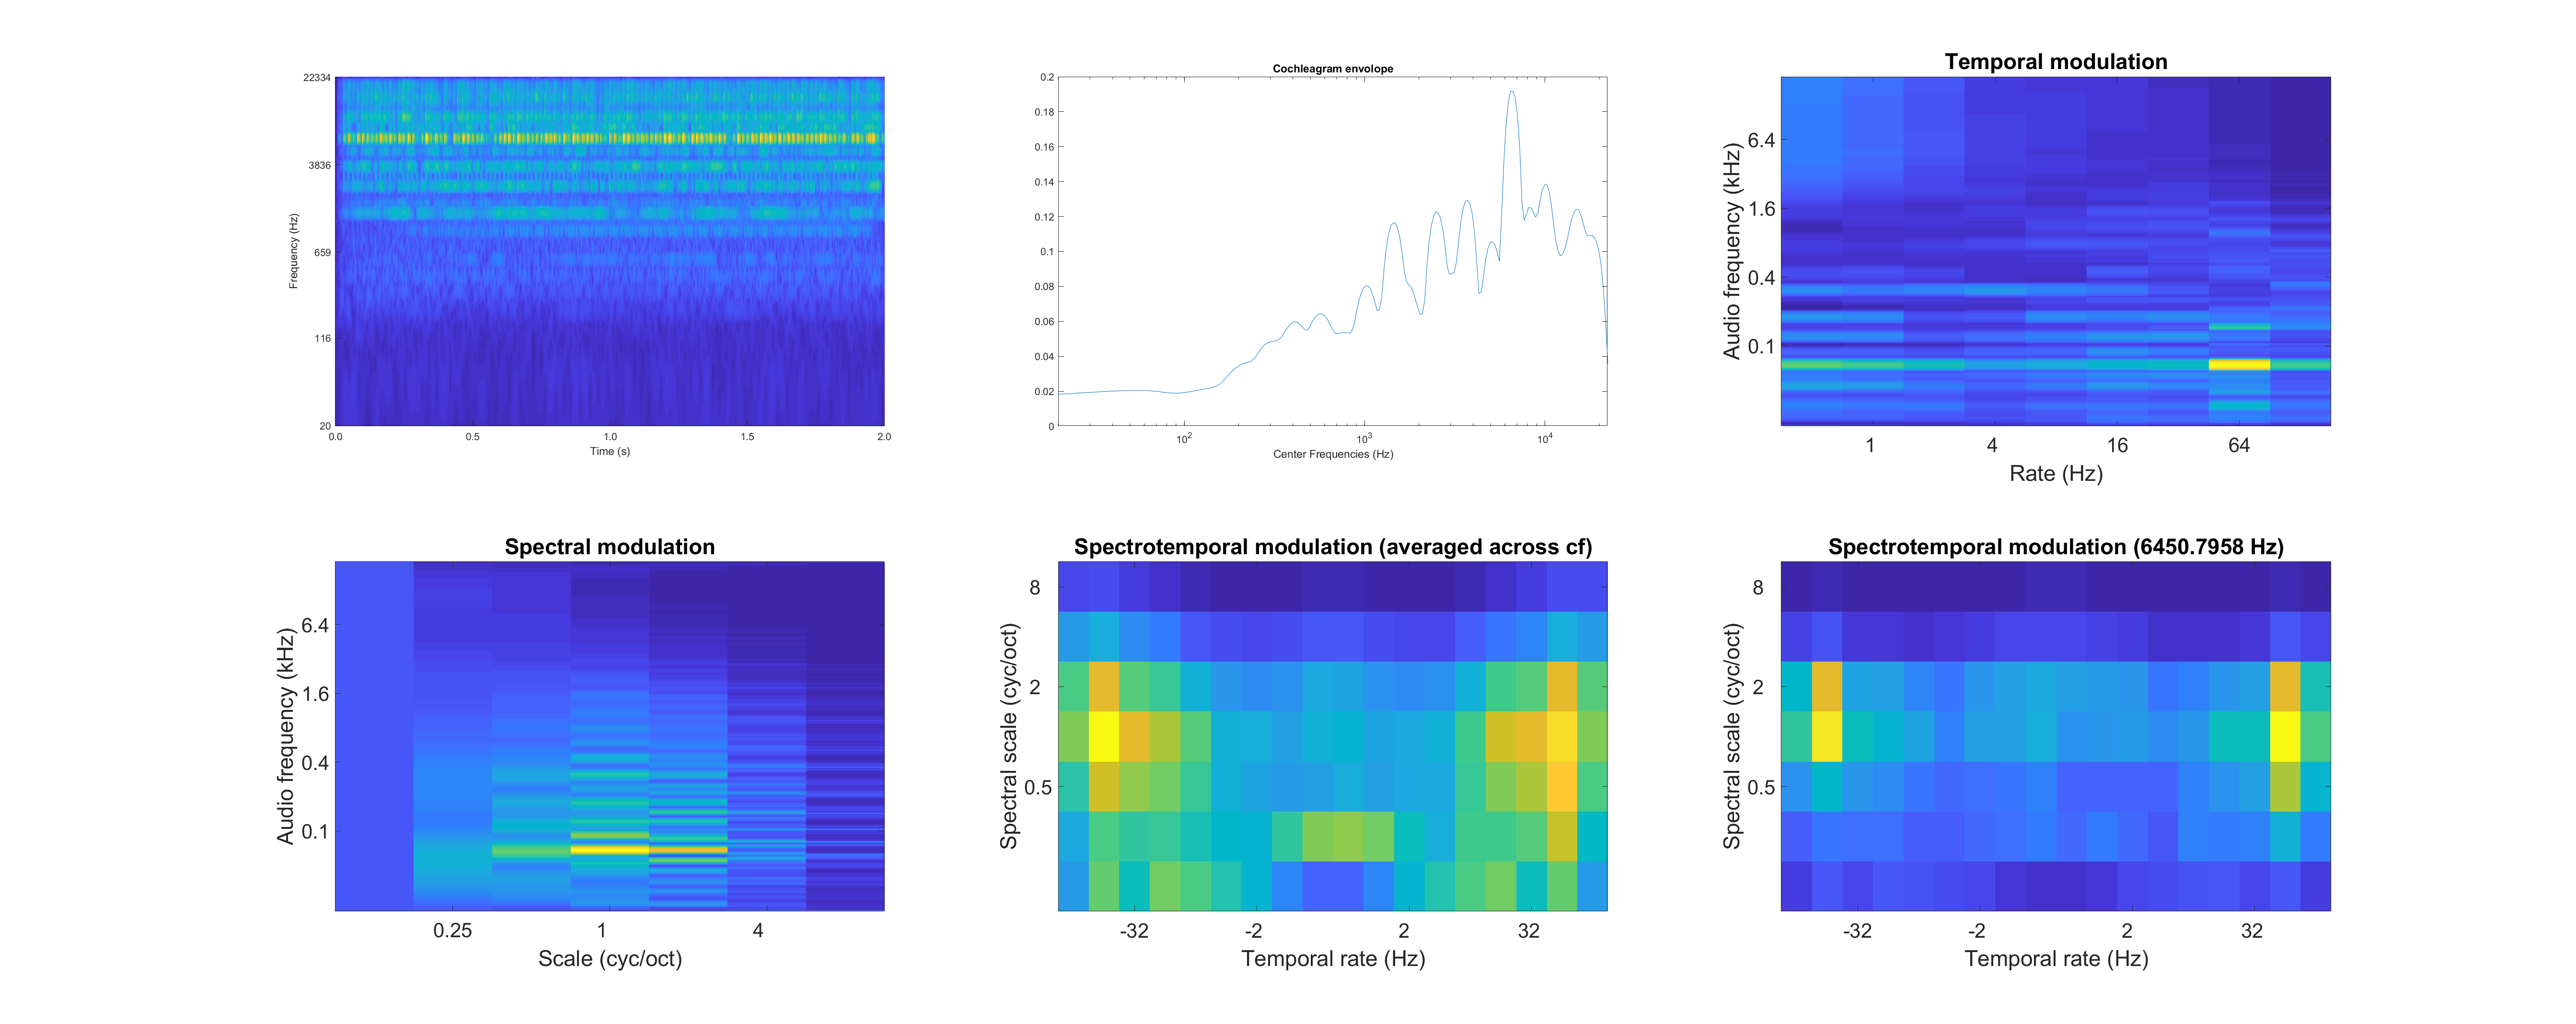 22334
3836
659
116
20
Frequency (Hz)
0.0 0.5 1.0 1.5 2.0
Time (s)
Cochleagram envolope
0.2
0.18
0.16
0.14
0.12
0.1
0.08
0.06
0.04
0.02
0
10^2 10^3 10^4
Center Frequencies (Hz)
Temporal modulation
Audio frequency (kHz)
6.4
1.6
0.4
0.1
1 4 16 64
Rate (Hz)
Spectral modulation
Audio frequency (kHz)
6.4
1.6
0.4
0.1
0.25 1 4
Scale (cyc/oct)
Spectrotemporal modulation (averaged across cf)
Spectral scale (cyc/oct)
8
2
0.5
-32 -2 2 32
Temporal rate (Hz)
Spectrotemporal modulation (6450.7958 Hz)
Spectral scale (cyc/oct)
8
2
0.5
-32 -2 2 32
Temporal rate (Hz)